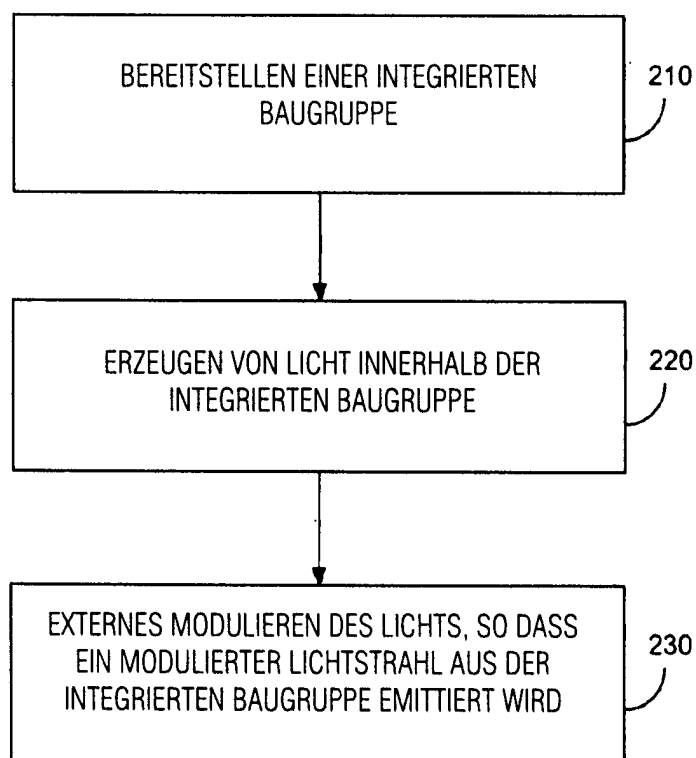 BEREITSTELLEN EINER INTEGRIERTEN
BAUGRUPPE
210
ERZEUGEN VON LICHT INNERHALB DER
INTEGRIERTEN BAUGRUPPE
220
EXTERNES MODULIEREN DES LICHTS, SO DASS
EIN MODULIERTER LICHTSTRAHL AUS DER
INTEGRIERTEN BAUGRUPPE EMITTIERT WIRD
230